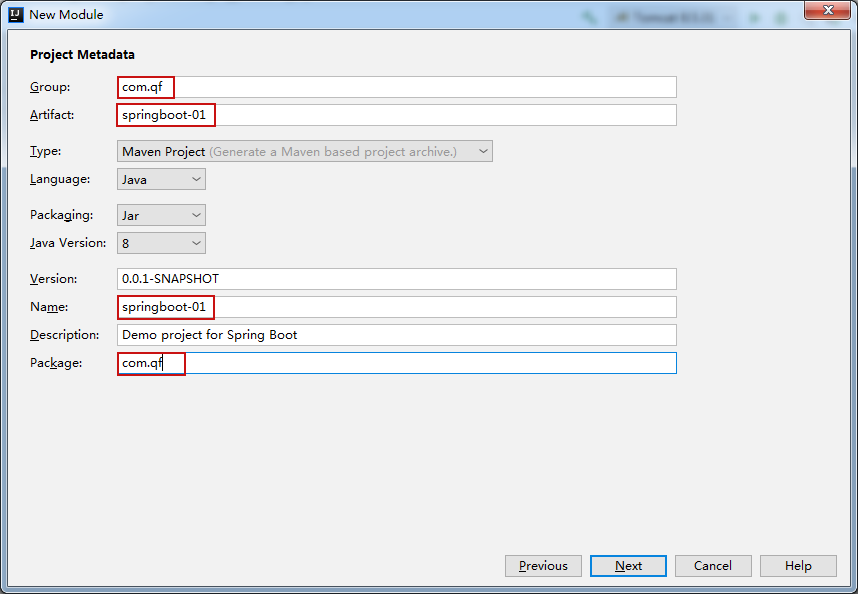 New Module
Project Metadata
Group: com.qf
Artifact: springboot-01
Type: Maven Project (Generate a Maven based project archive.)
Language: Java
Packaging: Jar
Java Version: 8
Version: 0.0.1-SNAPSHOT
Name: springboot-01
Description: Demo project for Spring Boot
Package: com.qf
Previous Next Cancel Help